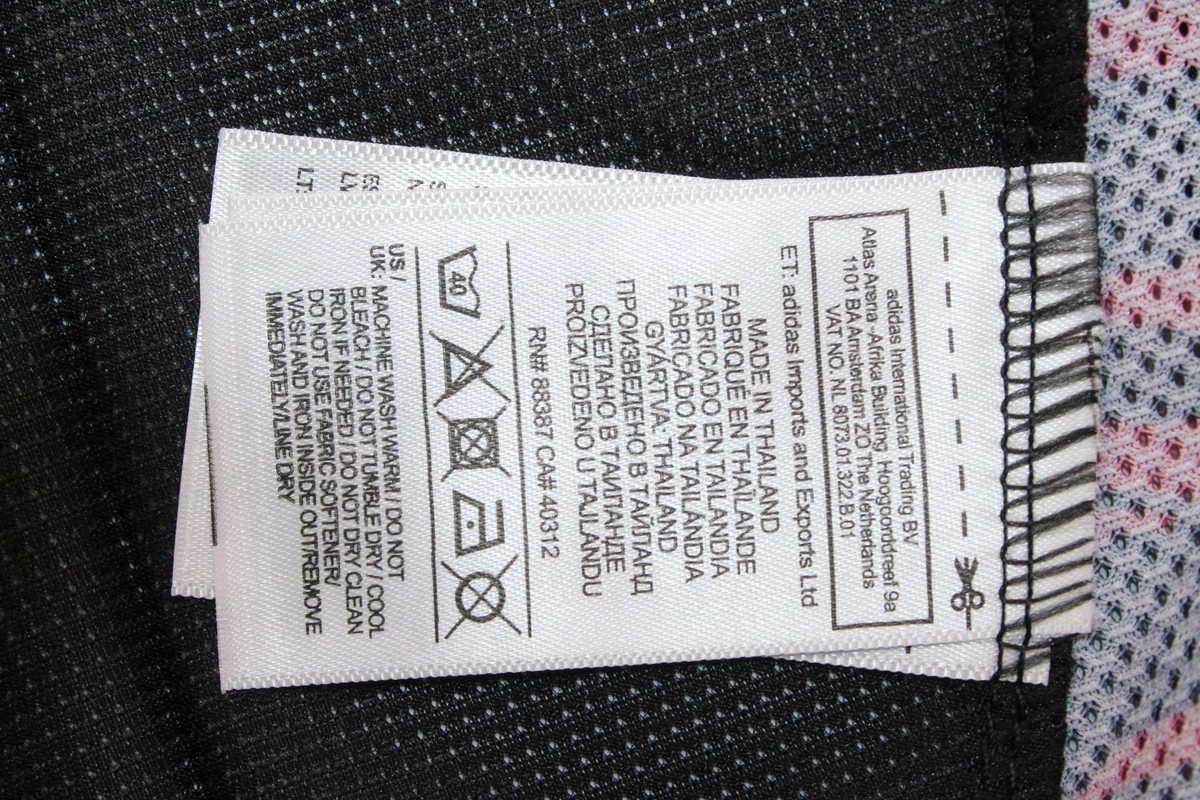 adidas International Trading BV
Atlas Arena -Afrika Building Hoogoorddreef 9a
1101 BA Amsterdam ZO The Netherlands
VAT NO. NL 8073.01.322.B.01
ET: adidas Imports and Exports Ltd
MADE IN THAILAND
FABRIQUÉ EN THAÏLANDE
FABRICADO EN TAILANDIA
FABRICADO NA TAILÂNDIA
GYÁRTVA: THAILAND
ПРОИЗВЕДЕНО В ТАЙЛАНД
СДЕЛАНО В ТАИЛАНДЕ
PROIZVEDENO U TAJLANDU
RN# 88387 CA# 40312
40
US /
UK: MACHINE WASH WARM / DO NOT
BLEACH / DO NOT TUMBLE DRY / COOL
IRON IF NEEDED / DO NOT DRY CLEAN
DO NOT USE FABRIC SOFTENER/
WASH AND IRON INSIDE OUT/REMOVE
IMMEDIATELY/LINE DRY
LV
LT: